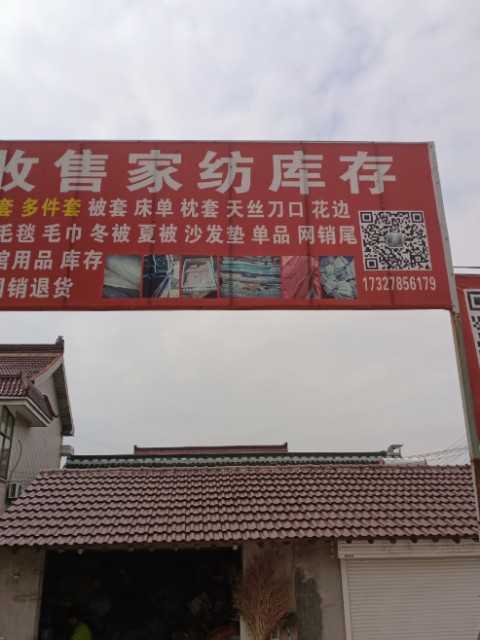 收售家纺库存
套 多件套 被套 床单 枕套 天丝刀口 花边
毛毯 毛巾 冬被 夏被 沙发垫 单品 网销尾
馆用品 库存
网销退货
17327856179